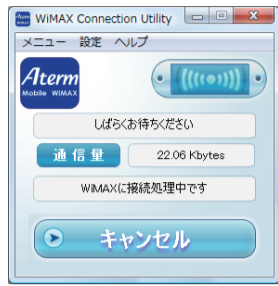 WiMAX Connection Utility
メニュー 設定 ヘルプ
Aterm
Mobile WiMAX
しばらくお待ちください
通信量 22.06 Kbytes
WiMAXに接続処理中です
キャンセル